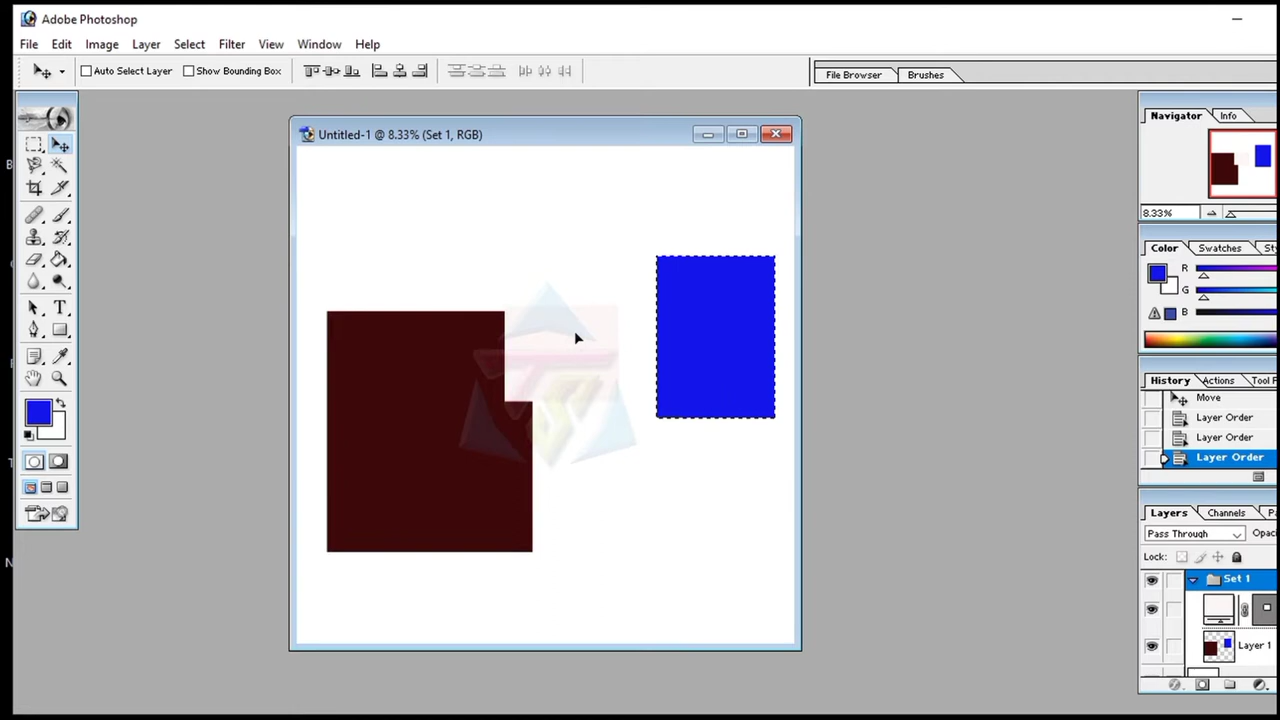 Adobe Photoshop
File Edit Image Layer Select Filter View Window Help
Auto Select Layer Show Bounding Box File Browser Brushes
Untitled-1 @ 8.33% (Set 1, RGB)
Navigator Info
8.33%
Color Swatches
R
G
B
History Actions Tool
Move
Layer Order
Layer Order
Layer Order
Layers Channels
Pass Through
Lock:
Set 1
Layer 1